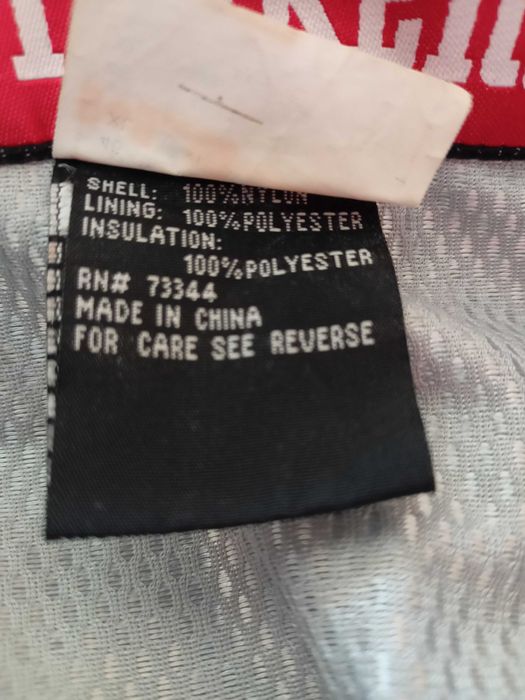 SHELL: 100%NYLON
LINING: 100%POLYESTER
INSULATION:
100%POLYESTER
RN# 73344
MADE IN CHINA
FOR CARE SEE REVERSE